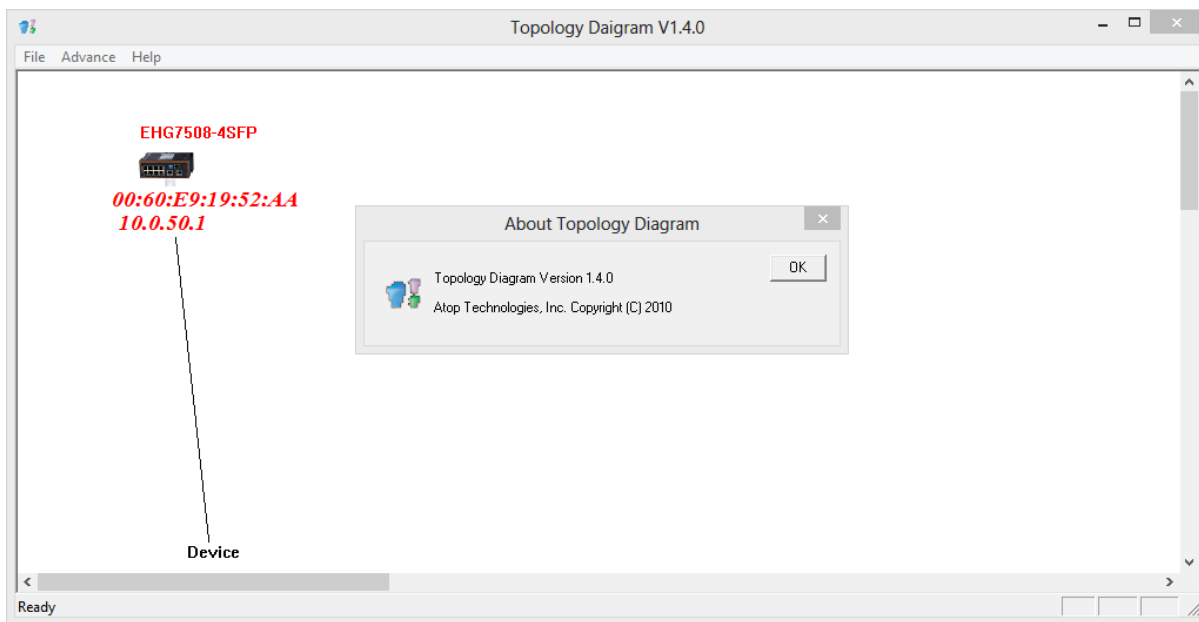 Topology Daigram V1.4.0
File Advance Help
EHG7508-4SFP
00:60:E9:19:52:AA
10.0.50.1
About Topology Diagram
OK
Topology Diagram Version 1.4.0
Atop Technologies, Inc. Copyright (C) 2010
Device
Ready